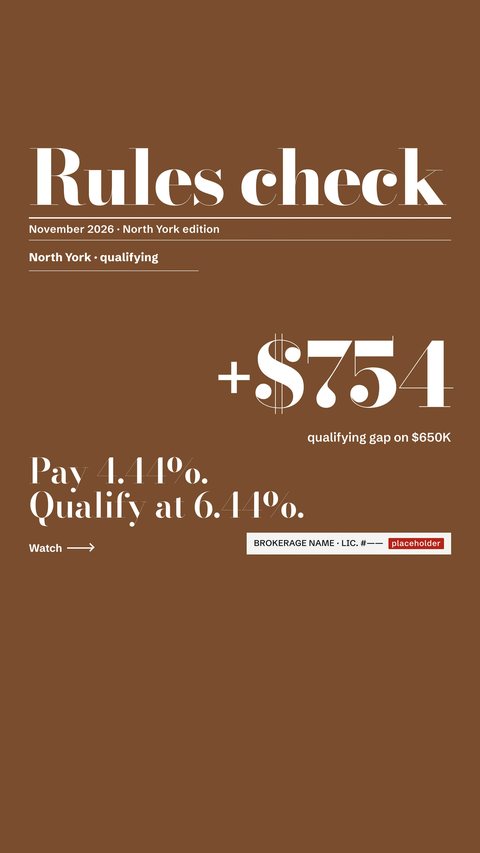 Rules check
November 2026 · North York edition
North York · qualifying
+$754
qualifying gap on $650K
Pay 4.44%.
Qualify at 6.44%.
Watch →
BROKERAGE NAME · LIC. #—— placeholder